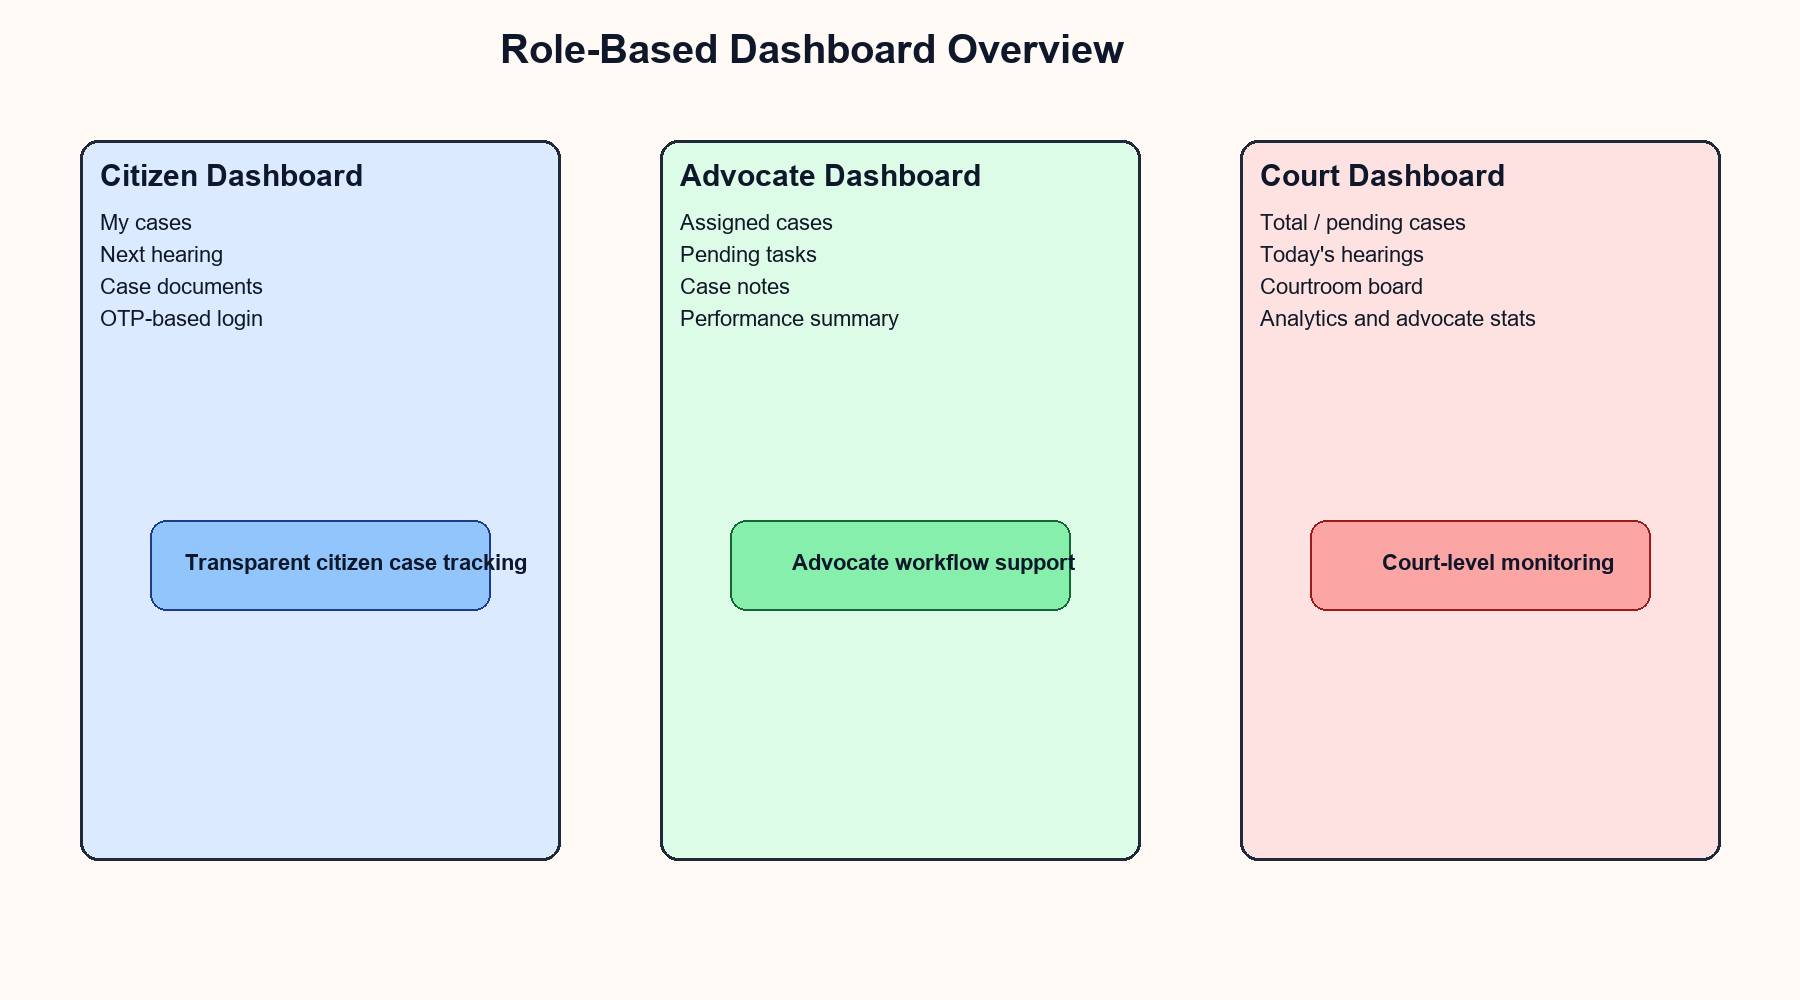 Role-Based Dashboard Overview
Citizen Dashboard
My cases
Next hearing
Case documents
OTP-based login
Transparent citizen case tracking
Advocate Dashboard
Assigned cases
Pending tasks
Case notes
Performance summary
Advocate workflow support
Court Dashboard
Total / pending cases
Today's hearings
Courtroom board
Analytics and advocate stats
Court-level monitoring